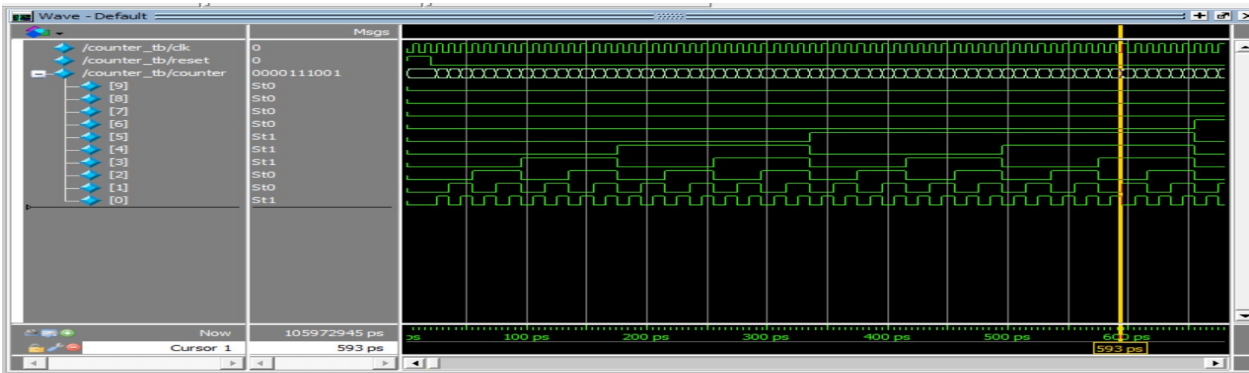 Wave - Default
Msgs
/counter_tb/clk 0
/counter_tb/reset 0
/counter_tb/counter 0000111001
[9] St0
[8] St0
[7] St0
[6] St0
[5] St1
[4] St1
[3] St1
[2] St0
[1] St0
[0] St1
Now 105972945 ps
ps 100 ps 200 ps 300 ps 400 ps 500 ps 600 ps
Cursor 1 593 ps
593 ps